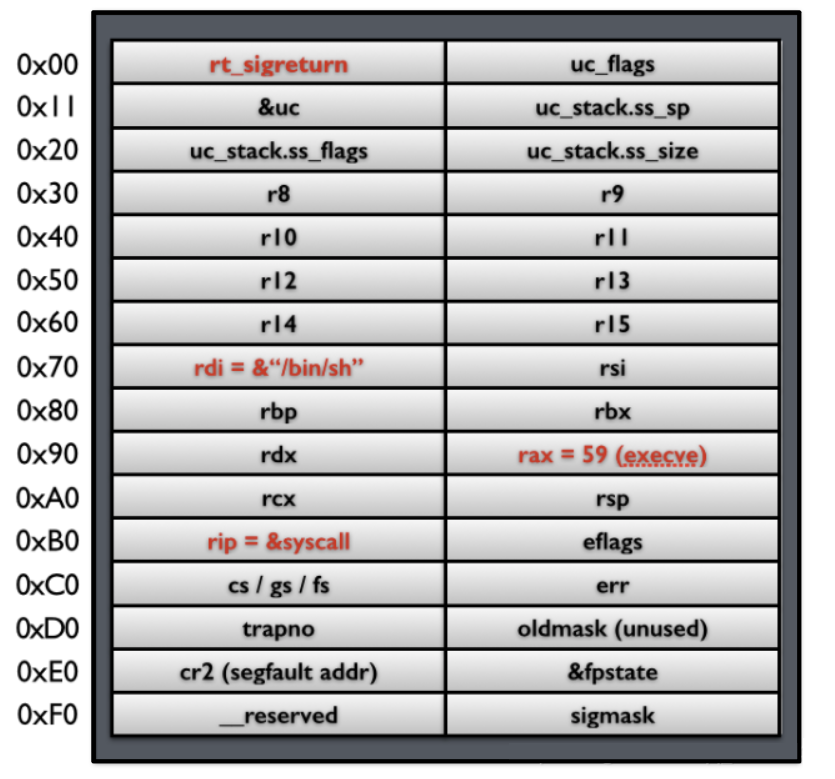 0x00 rt_sigreturn uc_flags
0x11 &uc uc_stack.ss_sp
0x20 uc_stack.ss_flags uc_stack.ss_size
0x30 r8 r9
0x40 r10 r11
0x50 r12 r13
0x60 r14 r15
0x70 rdi = &“/bin/sh” rsi
0x80 rbp rbx
0x90 rdx rax = 59 (execve)
0xA0 rcx rsp
0xB0 rip = &syscall eflags
0xC0 cs / gs / fs err
0xD0 trapno oldmask (unused)
0xE0 cr2 (segfault addr) &fpstate
0xF0 __reserved sigmask